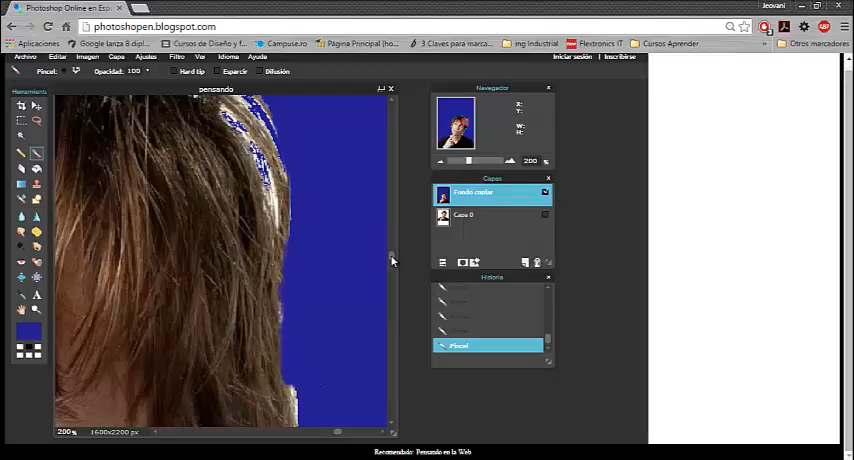 Photoshop Online en Esp
Jeovani
photoshopen.blogspot.com
Aplicaciones Google lanza 8 dipl... Cursos de Diseño y f... Campuse.ro Página Principal (ho... 3 Claves para marca... ing Industrial Flextronics IT Cursos Aprender » Otros marcadores
Archivo Editar Imagen Capa Ajustes Filtro Ver Idioma Ayuda Iniciar sesión | Inscribirse
Pincel: Opacidad: 100 Hard tip Esparcir Difusión
Herramienta
pensando
Navegador
X:
Y:
W:
H:
200 %
Capas
Fondo copiar
Capa 0
Historia
Pincel
200% 1600x2200 px
Recomendado: Pensando en la Web